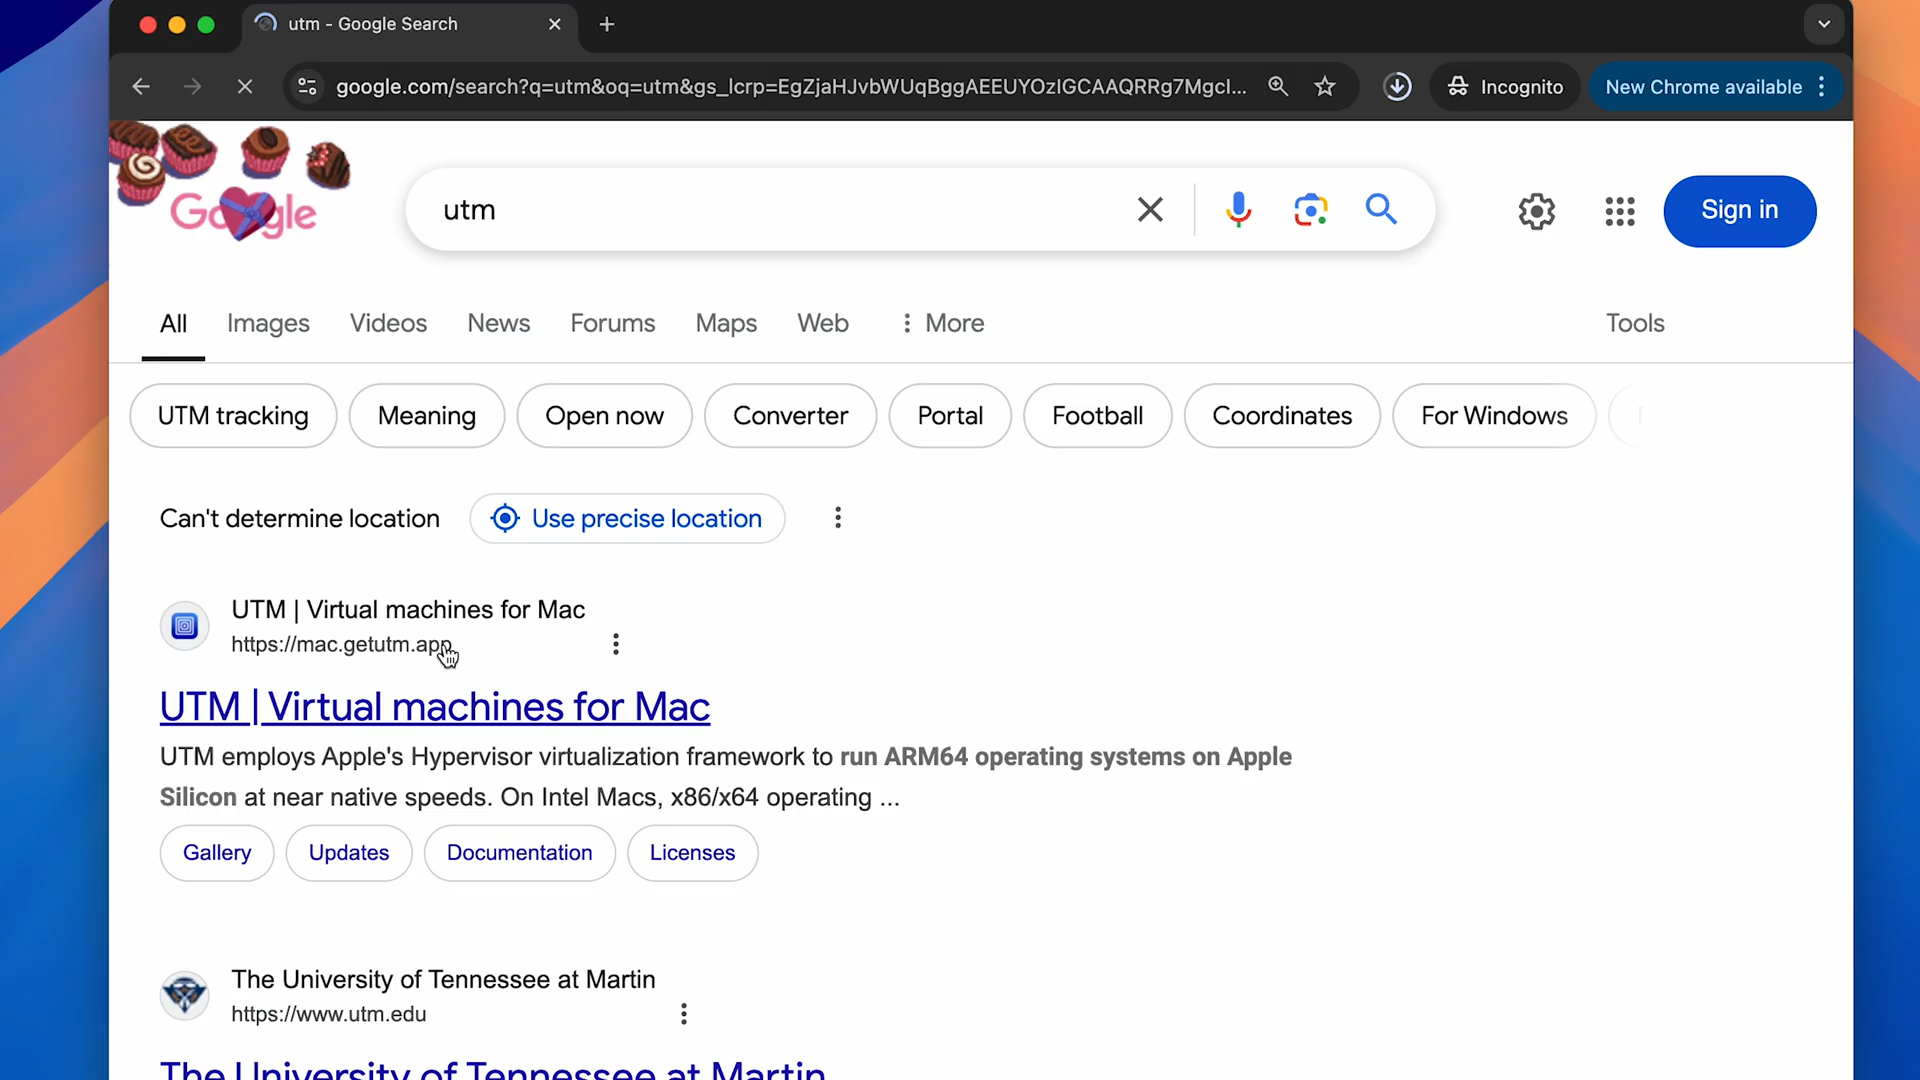 utm - Google Search
google.com/search?q=utm&oq=utm&gs_lcrp=EgZjaHJvbWUqBggAEEUYOzIGCAAQRRg7Mgcl...
Incognito
New Chrome available
Google
utm
Sign in
All
Images
Videos
News
Forums
Maps
Web
More
Tools
UTM tracking
Meaning
Open now
Converter
Portal
Football
Coordinates
For Windows
Can't determine location
Use precise location
UTM | Virtual machines for Mac
https://mac.getutm.app
UTM | Virtual machines for Mac
UTM employs Apple's Hypervisor virtualization framework to run ARM64 operating systems on Apple
Silicon at near native speeds. On Intel Macs, x86/x64 operating ...
Gallery
Updates
Documentation
Licenses
The University of Tennessee at Martin
https://www.utm.edu
The University of Tennessee at Martin